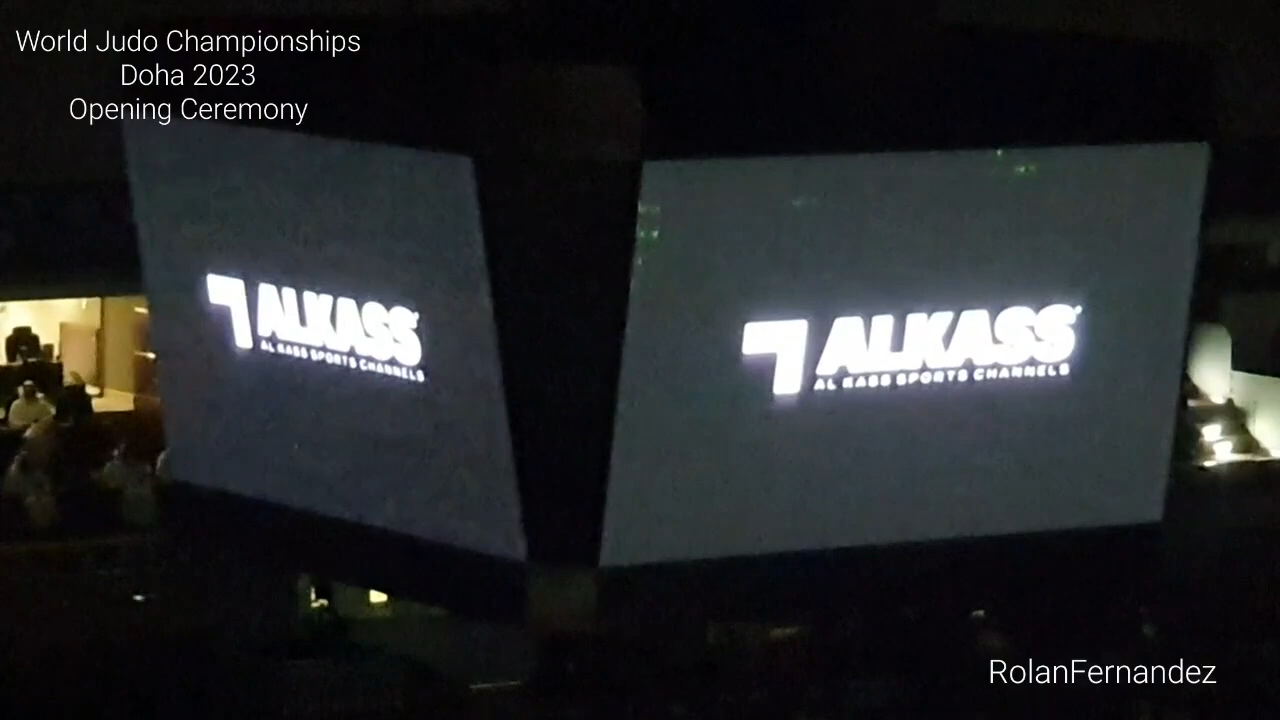 World Judo Championships
Doha 2023
Opening Ceremony
ALKASS
AL KASS SPORTS CHANNELS
ALKASS
AL KASS SPORTS CHANNELS
RolanFernandez